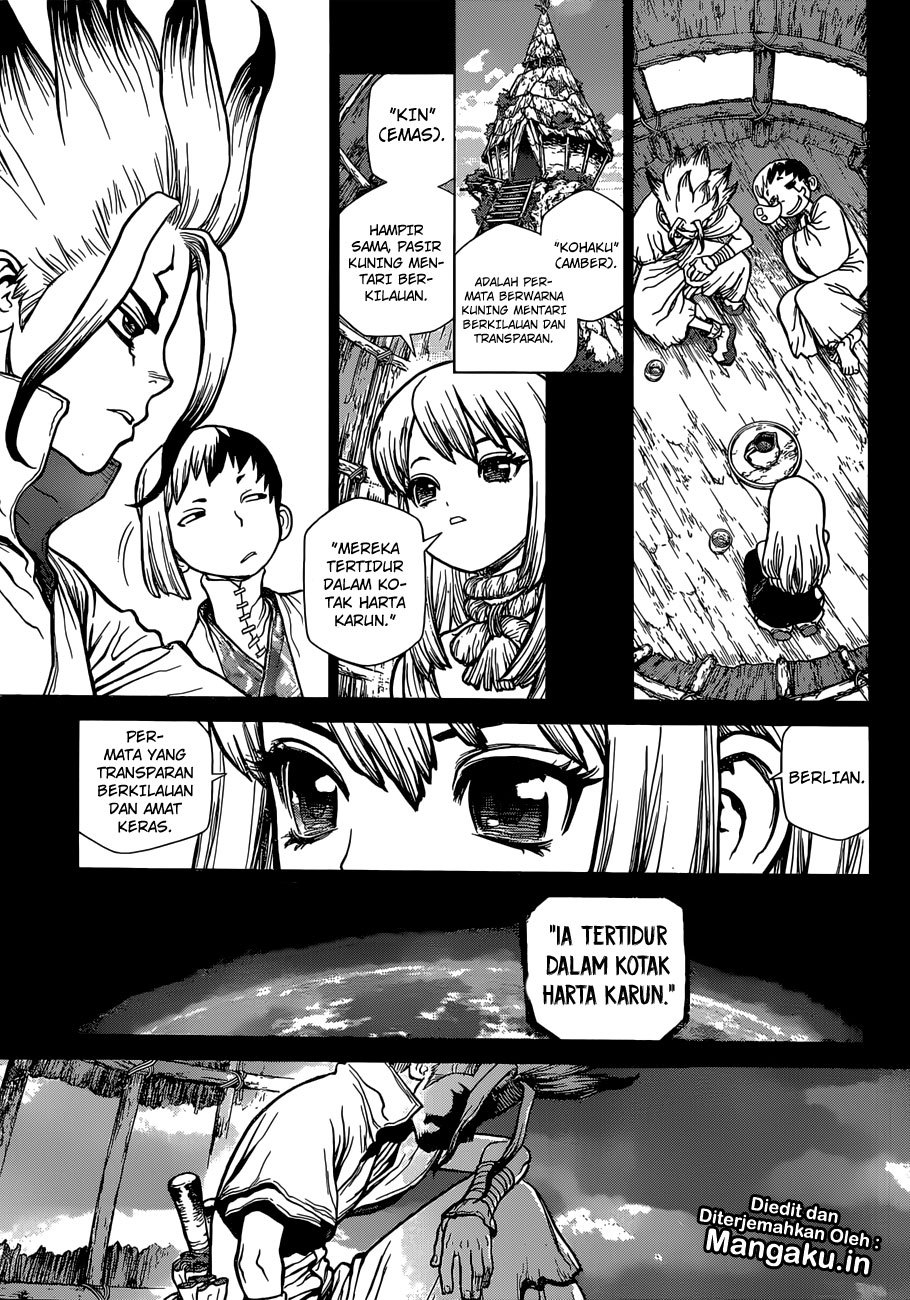 "KOHAKU"
(AMBER).
ADALAH PER-
MATA BERWARNA
KUNING MENTARI
BERKILAUAN DAN
TRANSPARAN.
"KIN"
(EMAS).
HAMPIR
SAMA, PASIR
KUNING MEN-
TARI BER-
KILAUAN.
"MEREKA
TERTIDUR
DALAM KO-
TAK HARTA
KARUN."
BERLIAN.
PER-
MATA YANG
TRANSPARAN
BERKILAUAN
DAN AMAT
KERAS.
"IA TERTIDUR
DALAM KOTAK
HARTA KARUN."
Diedit dan
Diterjemahkan Oleh :
Mangaku.in